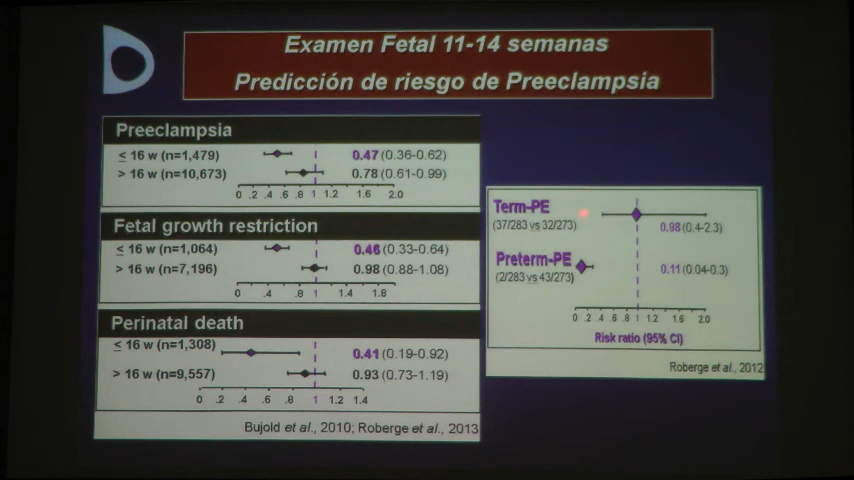 Examen Fetal 11-14 semanas
Predicción de riesgo de Preeclampsia
Preeclampsia
≤ 16 w (n=1,479) 0.47 (0.36-0.62)
> 16 w (n=10,673) 0.78 (0.61-0.99)
0 .2 .4 .6 .8 1 1.2 1.6 2.0
Fetal growth restriction
≤ 16 w (n=1,064) 0.46 (0.33-0.64)
> 16 w (n=7,196) 0.98 (0.88-1.08)
0 .4 .8 1 1.4 1.8
Perinatal death
≤ 16 w (n=1,308) 0.41 (0.19-0.92)
> 16 w (n=9,557) 0.93 (0.73-1.19)
0 .2 .4 .6 .8 1 1.2 1.4
Bujold et al., 2010; Roberge et al., 2013
Term-PE
(37/283 vs 32/273) 0.98 (0.4-2.3)
Preterm-PE
(2/283 vs 43/273) 0.11 (0.04-0.3)
0 .2 .4 .6 .8 1 1.2 1.6 2.0
Risk ratio (95% CI)
Roberge et al., 2012